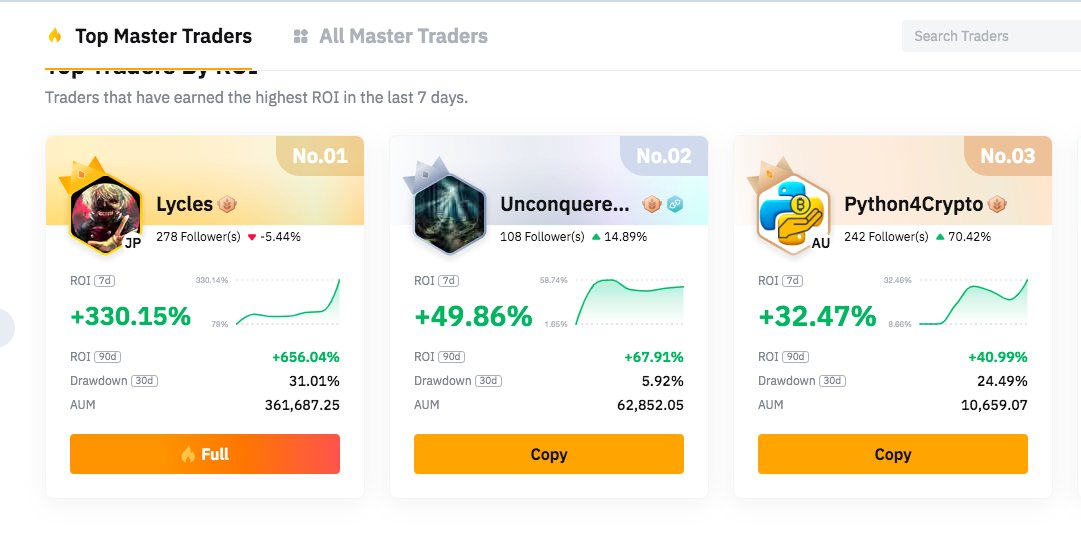 Top Master Traders
All Master Traders
Search Traders
Top Traders By ROI
Traders that have earned the highest ROI in the last 7 days.
No.01
Lycles
JP
278 Follower(s) -5.44%
ROI 7d
330.14%
+330.15%
78%
ROI 90d +656.04%
Drawdown 30d 31.01%
AUM 361,687.25
Full
No.02
Unconquere...
108 Follower(s) 14.89%
ROI 7d
58.74%
+49.86%
1.65%
ROI 90d +67.91%
Drawdown 30d 5.92%
AUM 62,852.05
Copy
No.03
Python4Crypto
AU
242 Follower(s) 70.42%
ROI 7d
32.46%
+32.47%
8.66%
ROI 90d +40.99%
Drawdown 30d 24.49%
AUM 10,659.07
Copy